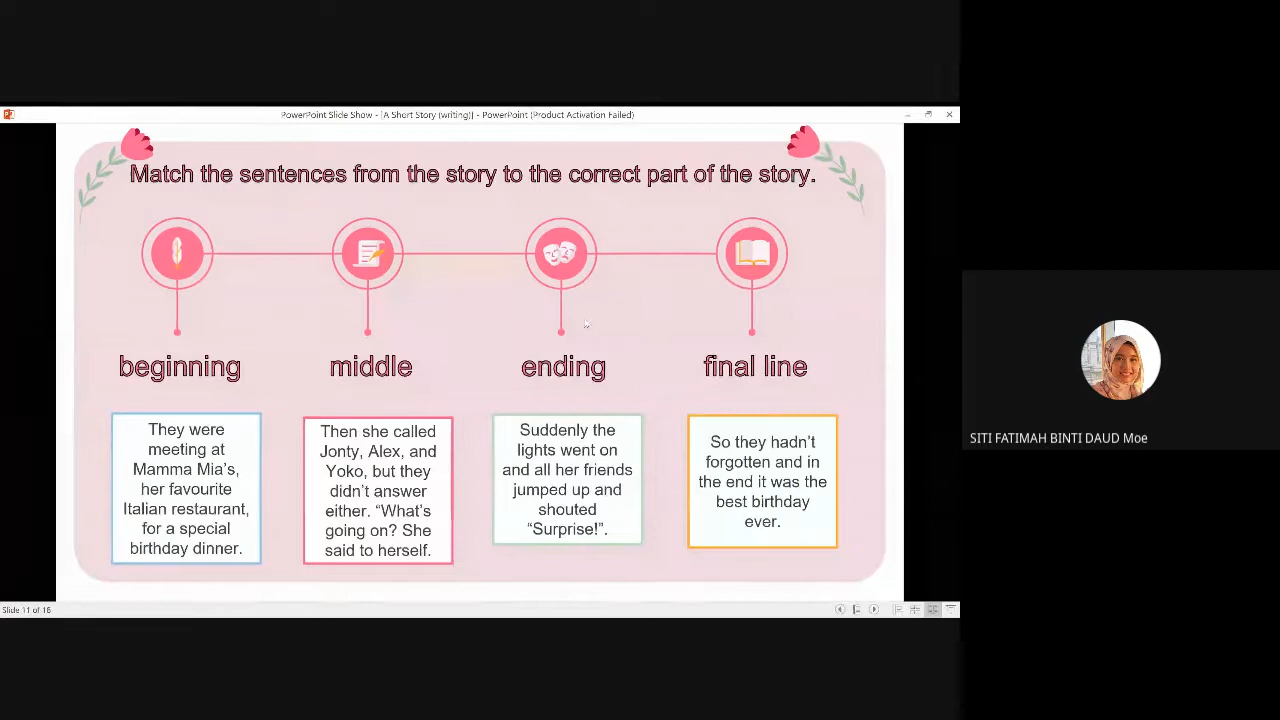 PowerPoint Slide Show - [A Short Story (writing)] - PowerPoint (Product Activation Failed)
Match the sentences from the story to the correct part of the story.
beginning
middle
ending
final line
They were
meeting at
Mamma Mia's,
her favourite
Italian restaurant,
for a special
birthday dinner.
Then she called
Jonty, Alex, and
Yoko, but they
didn't answer
either. "What's
going on? She
said to herself.
Suddenly the
lights went on
and all her friends
jumped up and
shouted
"Surprise!".
So they hadn't
forgotten and in
the end it was the
best birthday
ever.
SITI FATIMAH BINTI DAUD Moe
Slide 11 of 16